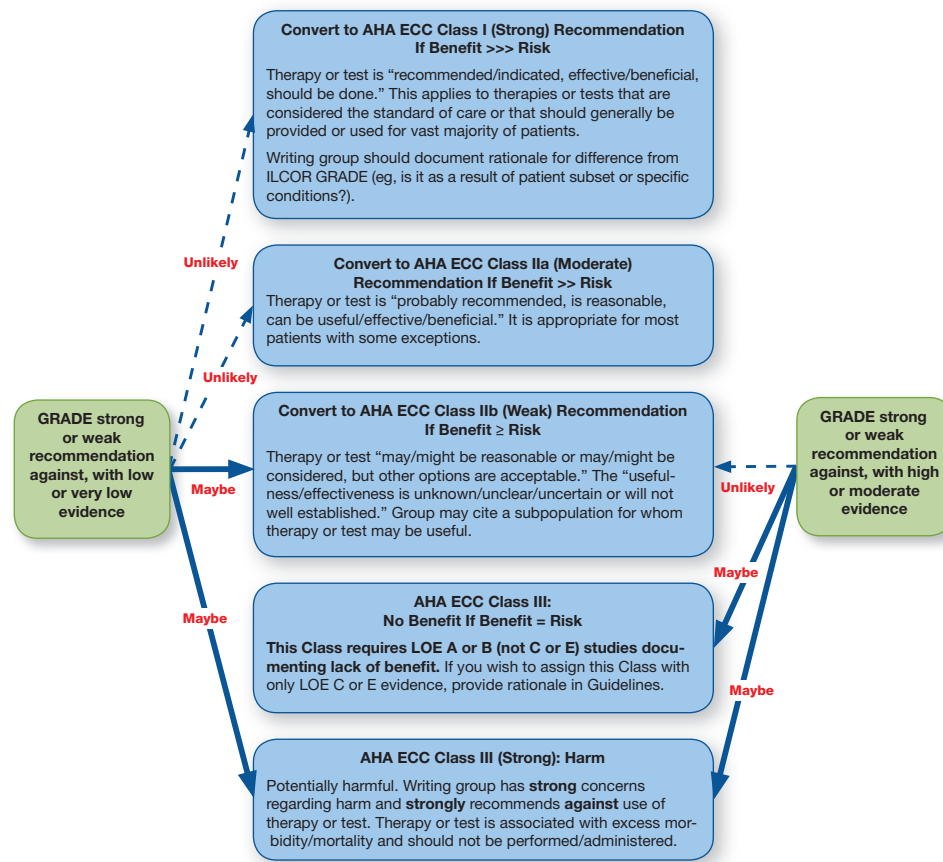 Convert to AHA ECC Class I (Strong) Recommendation
If Benefit >>> Risk
Therapy or test is “recommended/indicated, effective/beneficial,
should be done.” This applies to therapies or tests that are
considered the standard of care or that should generally be
provided or used for vast majority of patients.
Writing group should document rationale for difference from
ILCOR GRADE (eg, is it as a result of patient subset or specific
conditions?).
Unlikely
Convert to AHA ECC Class IIa (Moderate)
Recommendation If Benefit >> Risk
Therapy or test is “probably recommended, is reasonable,
can be useful/effective/beneficial.” It is appropriate for most
patients with some exceptions.
Unlikely
GRADE strong
or weak
recommendation
against, with low
or very low
evidence
Maybe
Convert to AHA ECC Class IIb (Weak) Recommendation
If Benefit ≥ Risk
Therapy or test “may/might be reasonable or may/might be
considered, but other options are acceptable.” The “useful-
ness/effectiveness is unknown/unclear/uncertain or will not
well established.” Group may cite a subpopulation for whom
therapy or test may be useful.
Unlikely
GRADE strong
or weak
recommendation
against, with high
or moderate
evidence
Maybe
AHA ECC Class III:
No Benefit If Benefit = Risk
This Class requires LOE A or B (not C or E) studies docu-
menting lack of benefit. If you wish to assign this Class with
only LOE C or E evidence, provide rationale in Guidelines.
Maybe
Maybe
AHA ECC Class III (Strong): Harm
Potentially harmful. Writing group has strong concerns
regarding harm and strongly recommends against use of
therapy or test. Therapy or test is associated with excess mor-
bidity/mortality and should not be performed/administered.